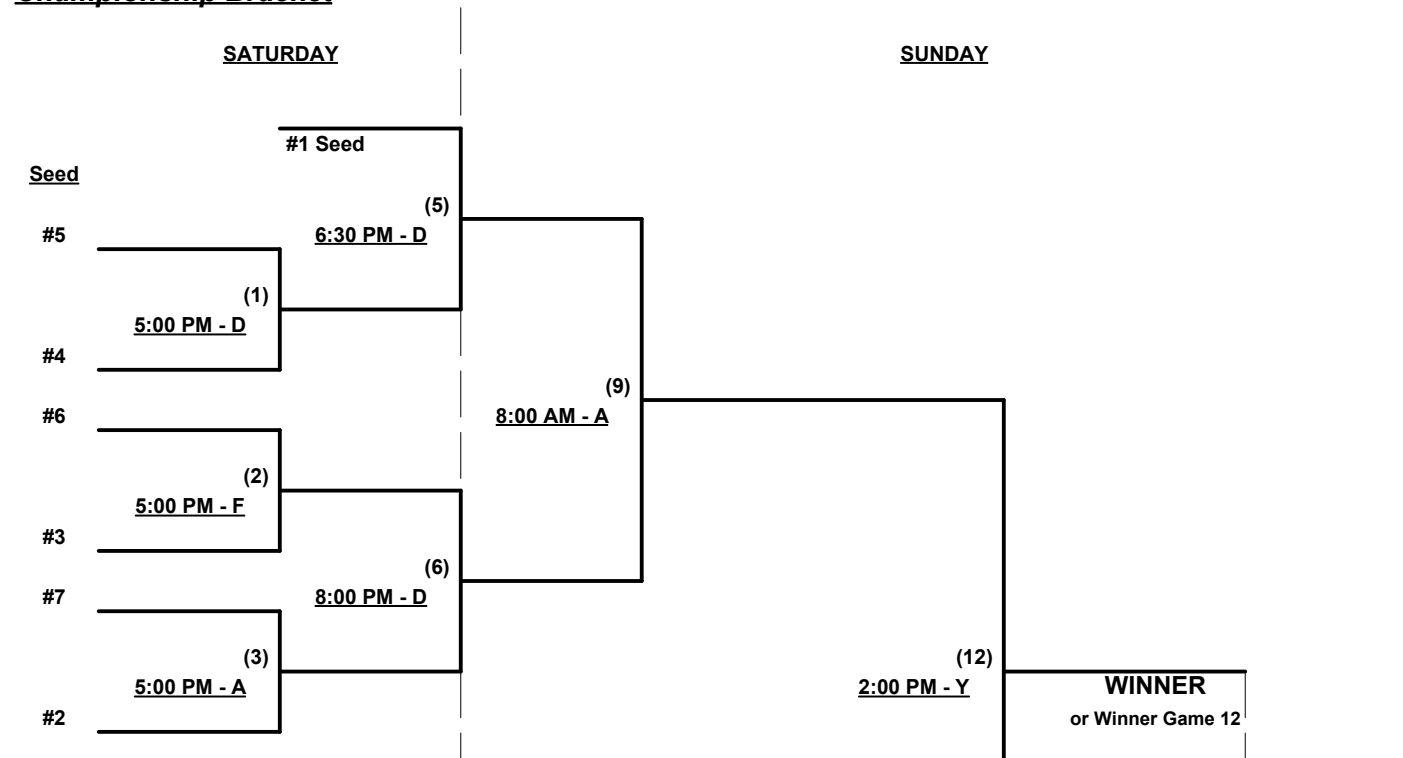 Championship Bracket
SATURDAY
SUNDAY
#1 Seed
Seed
(5)
#5
6:30 PM - D
(1)
5:00 PM - D
#4
(9)
#6
8:00 AM - A
(2)
5:00 PM - F
#3
(6)
#7
8:00 PM - D
(3)
(12)
5:00 PM - A
2:00 PM - Y
WINNER
#2
or Winner Game 12